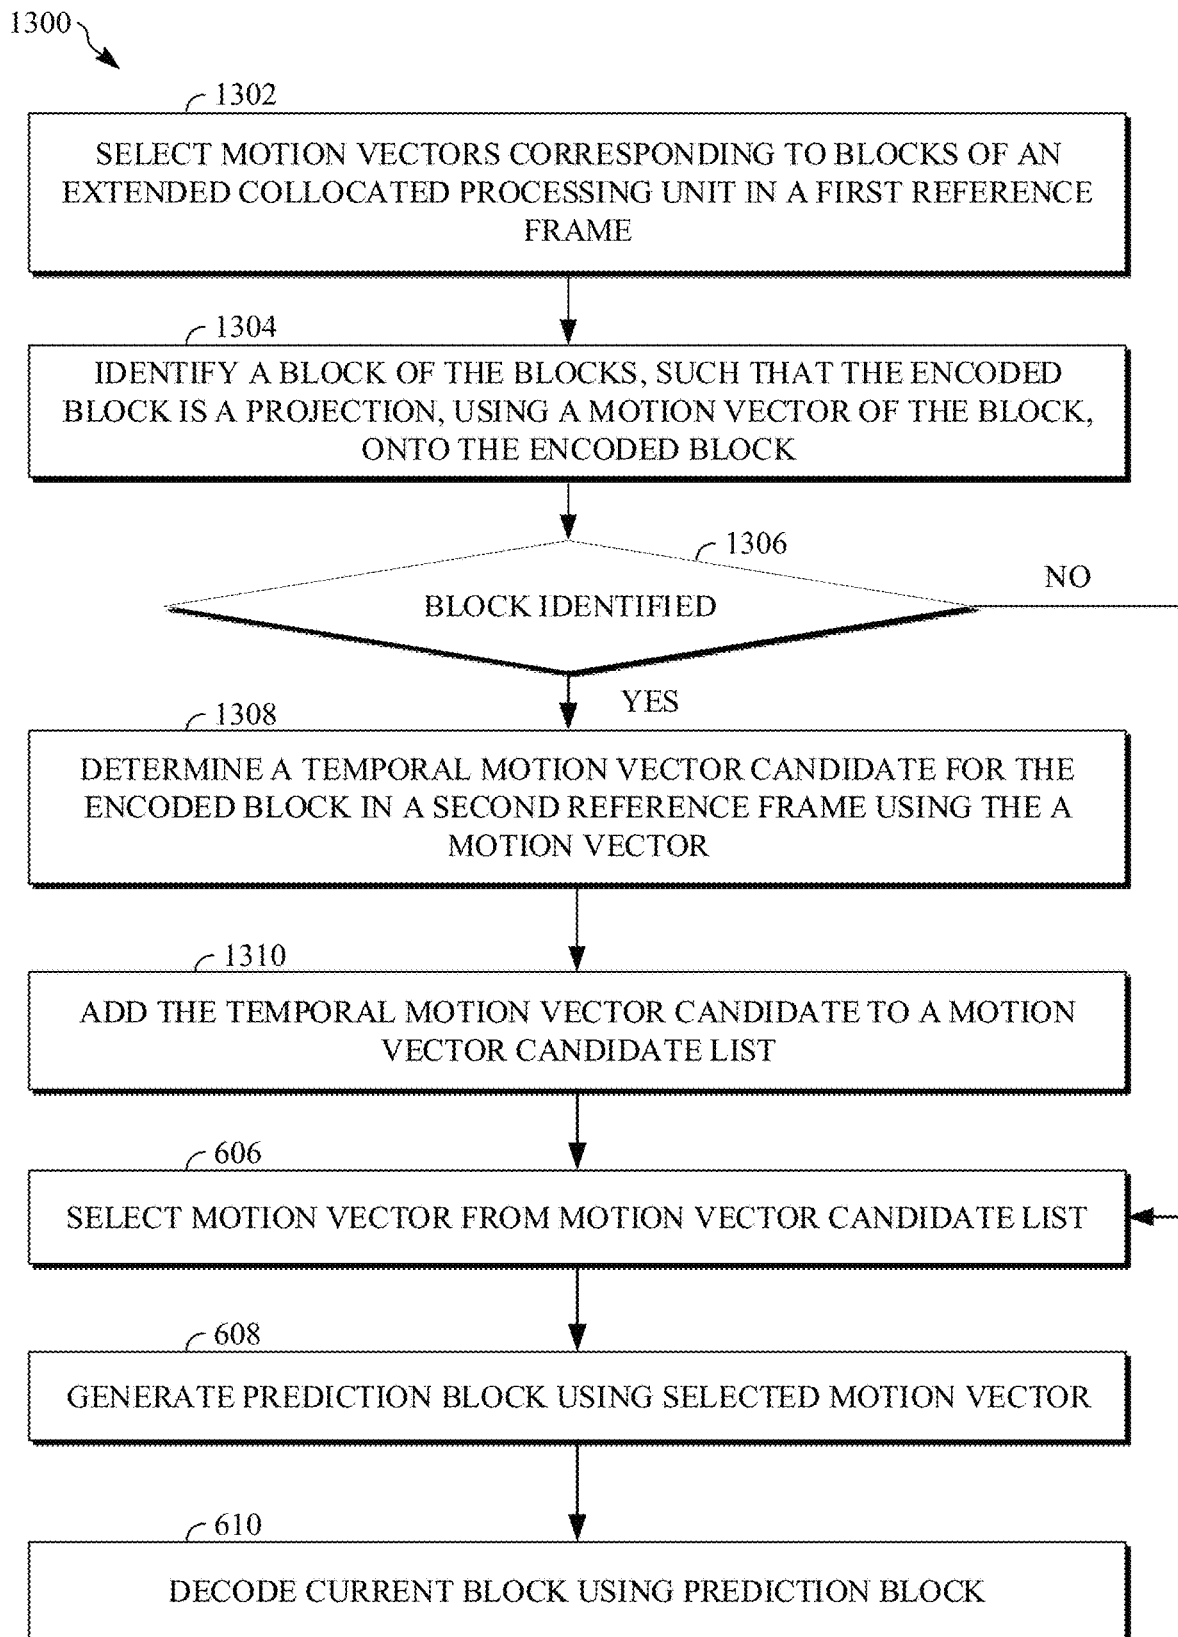 1300
1302
SELECT MOTION VECTORS CORRESPONDING TO BLOCKS OF AN
EXTENDED COLLOCATED PROCESSING UNIT IN A FIRST REFERENCE
FRAME
1304
IDENTIFY A BLOCK OF THE BLOCKS, SUCH THAT THE ENCODED
BLOCK IS A PROJECTION, USING A MOTION VECTOR OF THE BLOCK,
ONTO THE ENCODED BLOCK
1306
NO
BLOCK IDENTIFIED
YES
1308
DETERMINE A TEMPORAL MOTION VECTOR CANDIDATE FOR THE
ENCODED BLOCK IN A SECOND REFERENCE FRAME USING THE A
MOTION VECTOR
1310
ADD THE TEMPORAL MOTION VECTOR CANDIDATE TO A MOTION
VECTOR CANDIDATE LIST
606
SELECT MOTION VECTOR FROM MOTION VECTOR CANDIDATE LIST
608
GENERATE PREDICTION BLOCK USING SELECTED MOTION VECTOR
610
DECODE CURRENT BLOCK USING PREDICTION BLOCK